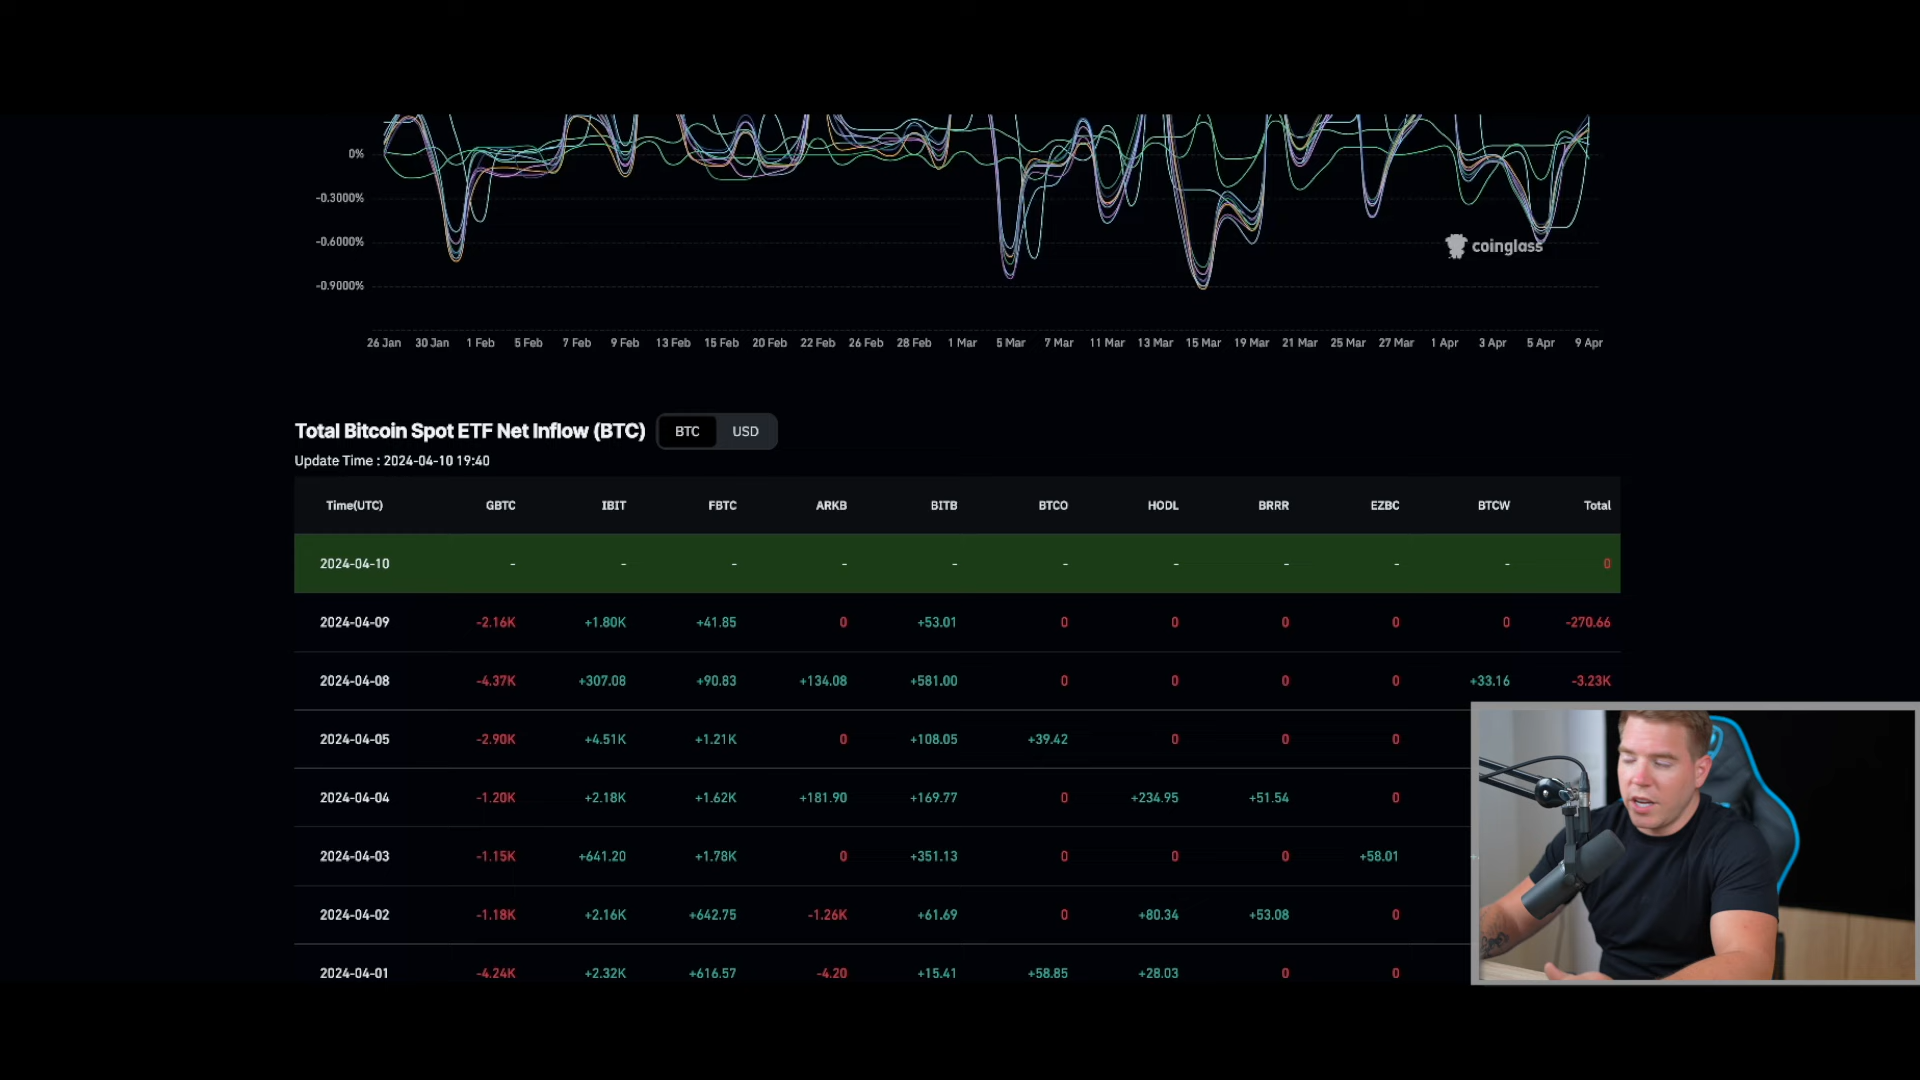 0%
-0.3000%
-0.6000%
-0.9000%
coinglass
26 Jan 30 Jan 1 Feb 5 Feb 7 Feb 9 Feb 13 Feb 15 Feb 20 Feb 22 Feb 26 Feb 28 Feb 1 Mar 5 Mar 7 Mar 11 Mar 13 Mar 15 Mar 19 Mar 21 Mar 25 Mar 27 Mar 1 Apr 3 Apr 5 Apr 9 Apr
Total Bitcoin Spot ETF Net Inflow (BTC) BTC USD
Update Time : 2024-04-10 19:40
Time(UTC) GBTC IBIT FBTC ARKB BITB BTCO HODL BRRR EZBC BTCW Total
2024-04-10 - - - - - - - - - - 0
2024-04-09 -2.16K +1.80K +41.85 0 +53.01 0 0 0 0 0 -270.66
2024-04-08 -4.37K +307.08 +90.83 +134.08 +581.00 0 0 0 0 +33.16 -3.23K
2024-04-05 -2.90K +4.51K +1.21K 0 +108.05 +39.42 0 0 0
2024-04-04 -1.20K +2.18K +1.62K +181.90 +169.77 0 +234.95 +51.54 0
2024-04-03 -1.15K +641.20 +1.78K 0 +351.13 0 0 0 +58.01
2024-04-02 -1.18K +2.16K +642.75 -1.26K +61.69 0 +80.34 +53.08 0
2024-04-01 -4.24K +2.32K +616.57 -4.20 +15.41 +58.85 +28.03 0 0